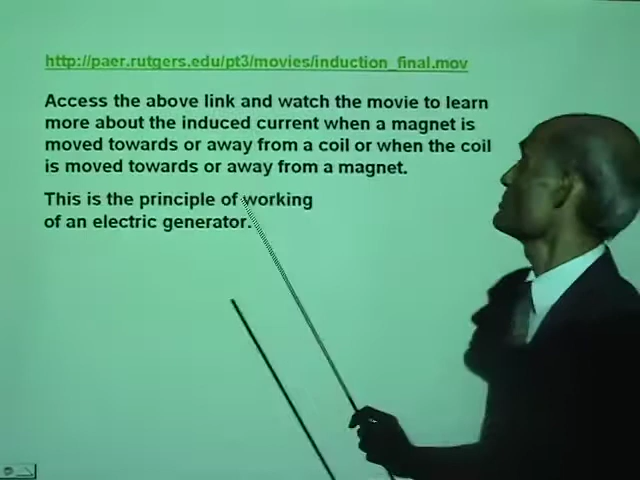 http://paer.rutgers.edu/pt3/movies/induction_final.mov
Access the above link and watch the movie to learn
more about the induced current when a magnet is
moved towards or away from a coil or when the coil
is moved towards or away from a magnet.
This is the principle of working
of an electric generator.